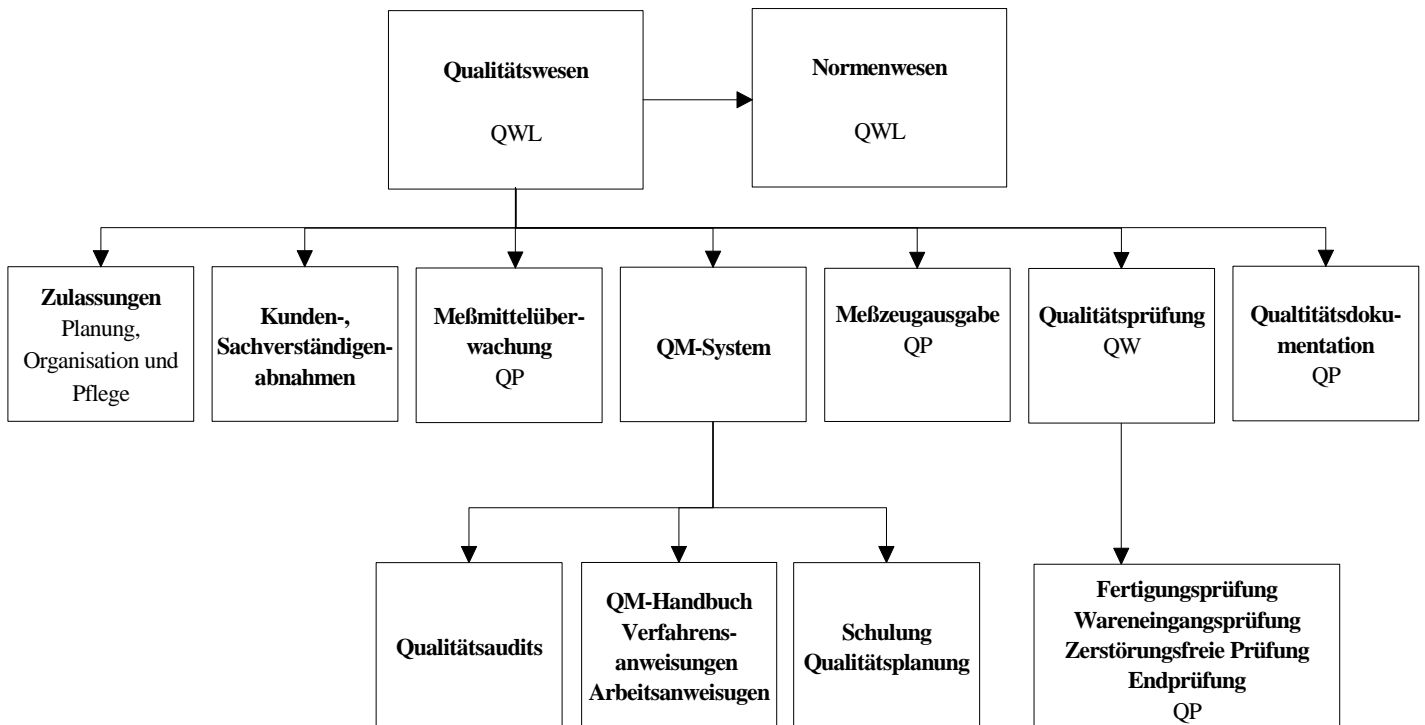 Qualitätswesen
QWL
Normenwesen
QWL
Zulassungen
Planung,
Organisation und
Pflege
Kunden-,
Sachverständigen-
abnahmen
Meßmittelüber-
wachung
QP
QM-System
Meßzeugausgabe
QP
Qualitätsprüfung
QW
Qualtitätsdoku-
mentation
QP
Qualitätsaudits
QM-Handbuch
Verfahrens-
anweisungen
Arbeitsanweisugen
Schulung
Qualitätsplanung
Fertigungsprüfung
Wareneingangsprüfung
Zerstörungsfreie Prüfung
Endprüfung
QP